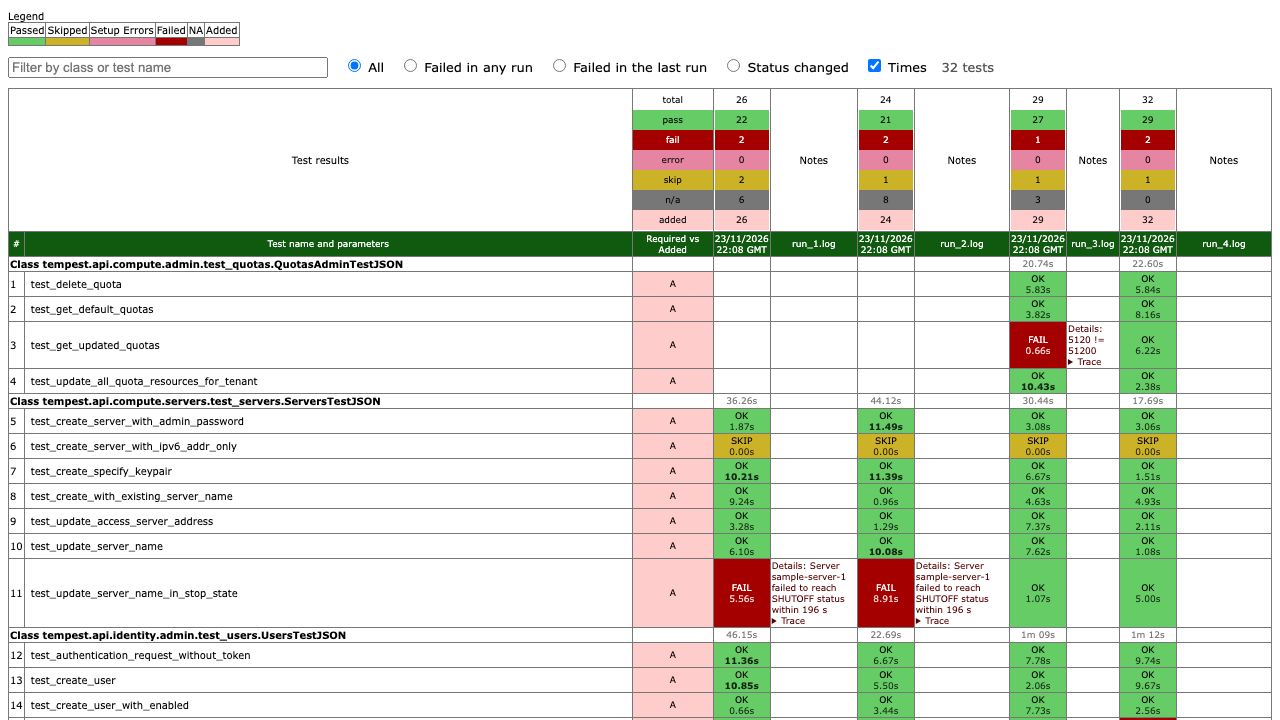 Legend
Passed Skipped Setup Errors Failed NA Added
Filter by class or test name All Failed in any run Failed in the last run Status changed Times 32 tests
Test results
total 26 24 29 32
pass 22 21 27 29
fail 2 2 1 2
error 0 0 0 0
skip 2 1 1 1
n/a 6 8 3 0
added 26 24 29 32
Notes Notes Notes Notes
# Test name and parameters Required vs Added 23/11/2026 22:08 GMT run_1.log 23/11/2026 22:08 GMT run_2.log 23/11/2026 22:08 GMT run_3.log 23/11/2026 22:08 GMT run_4.log
Class tempest.api.compute.admin.test_quotas.QuotasAdminTestJSON 20.74s 22.60s
1 test_delete_quota A OK 5.83s OK 5.84s
2 test_get_default_quotas A OK 3.82s OK 8.16s
3 test_get_updated_quotas A FAIL 0.66s Details: 5120 != 51200 ▶ Trace OK 6.22s
4 test_update_all_quota_resources_for_tenant A OK 10.43s OK 2.38s
Class tempest.api.compute.servers.test_servers.ServersTestJSON 36.26s 44.12s 30.44s 17.69s
5 test_create_server_with_admin_password A OK 1.87s OK 11.49s OK 3.08s OK 3.06s
6 test_create_server_with_ipv6_addr_only A SKIP 0.00s SKIP 0.00s SKIP 0.00s SKIP 0.00s
7 test_create_specify_keypair A OK 10.21s OK 11.39s OK 6.67s OK 1.51s
8 test_create_with_existing_server_name A OK 9.24s OK 0.96s OK 4.63s OK 4.93s
9 test_update_access_server_address A OK 3.28s OK 1.29s OK 7.37s OK 2.11s
10 test_update_server_name A OK 6.10s OK 10.08s OK 7.62s OK 1.08s
11 test_update_server_name_in_stop_state A FAIL 5.56s Details: Server sample-server-1 failed to reach SHUTOFF status within 196 s ▶ Trace FAIL 8.91s Details: Server sample-server-1 failed to reach SHUTOFF status within 196 s ▶ Trace OK 1.07s OK 5.00s
Class tempest.api.identity.admin.test_users.UsersTestJSON 46.15s 22.69s 1m 09s 1m 12s
12 test_authentication_request_without_token A OK 11.36s OK 6.67s OK 7.78s OK 9.74s
13 test_create_user A OK 10.85s OK 5.50s OK 2.06s OK 9.67s
14 test_create_user_with_enabled A OK 0.66s OK 3.44s OK 7.73s OK 2.56s